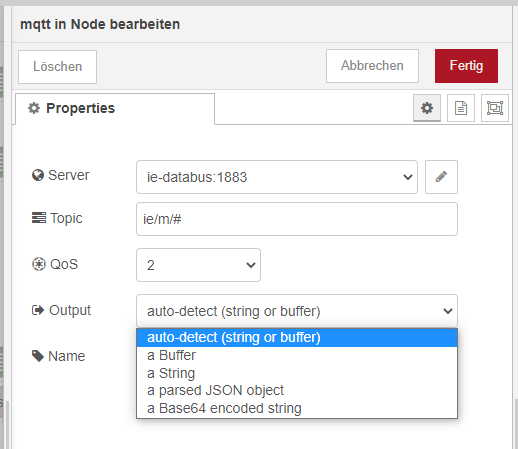 mqtt in Node bearbeiten
Löschen
Abbrechen
Fertig
Properties
Server
ie-databus:1883
Topic
ie/m/#
QoS
2
Output
auto-detect (string or buffer)
auto-detect (string or buffer)
Name
a Buffer
a String
a parsed JSON object
a Base64 encoded string